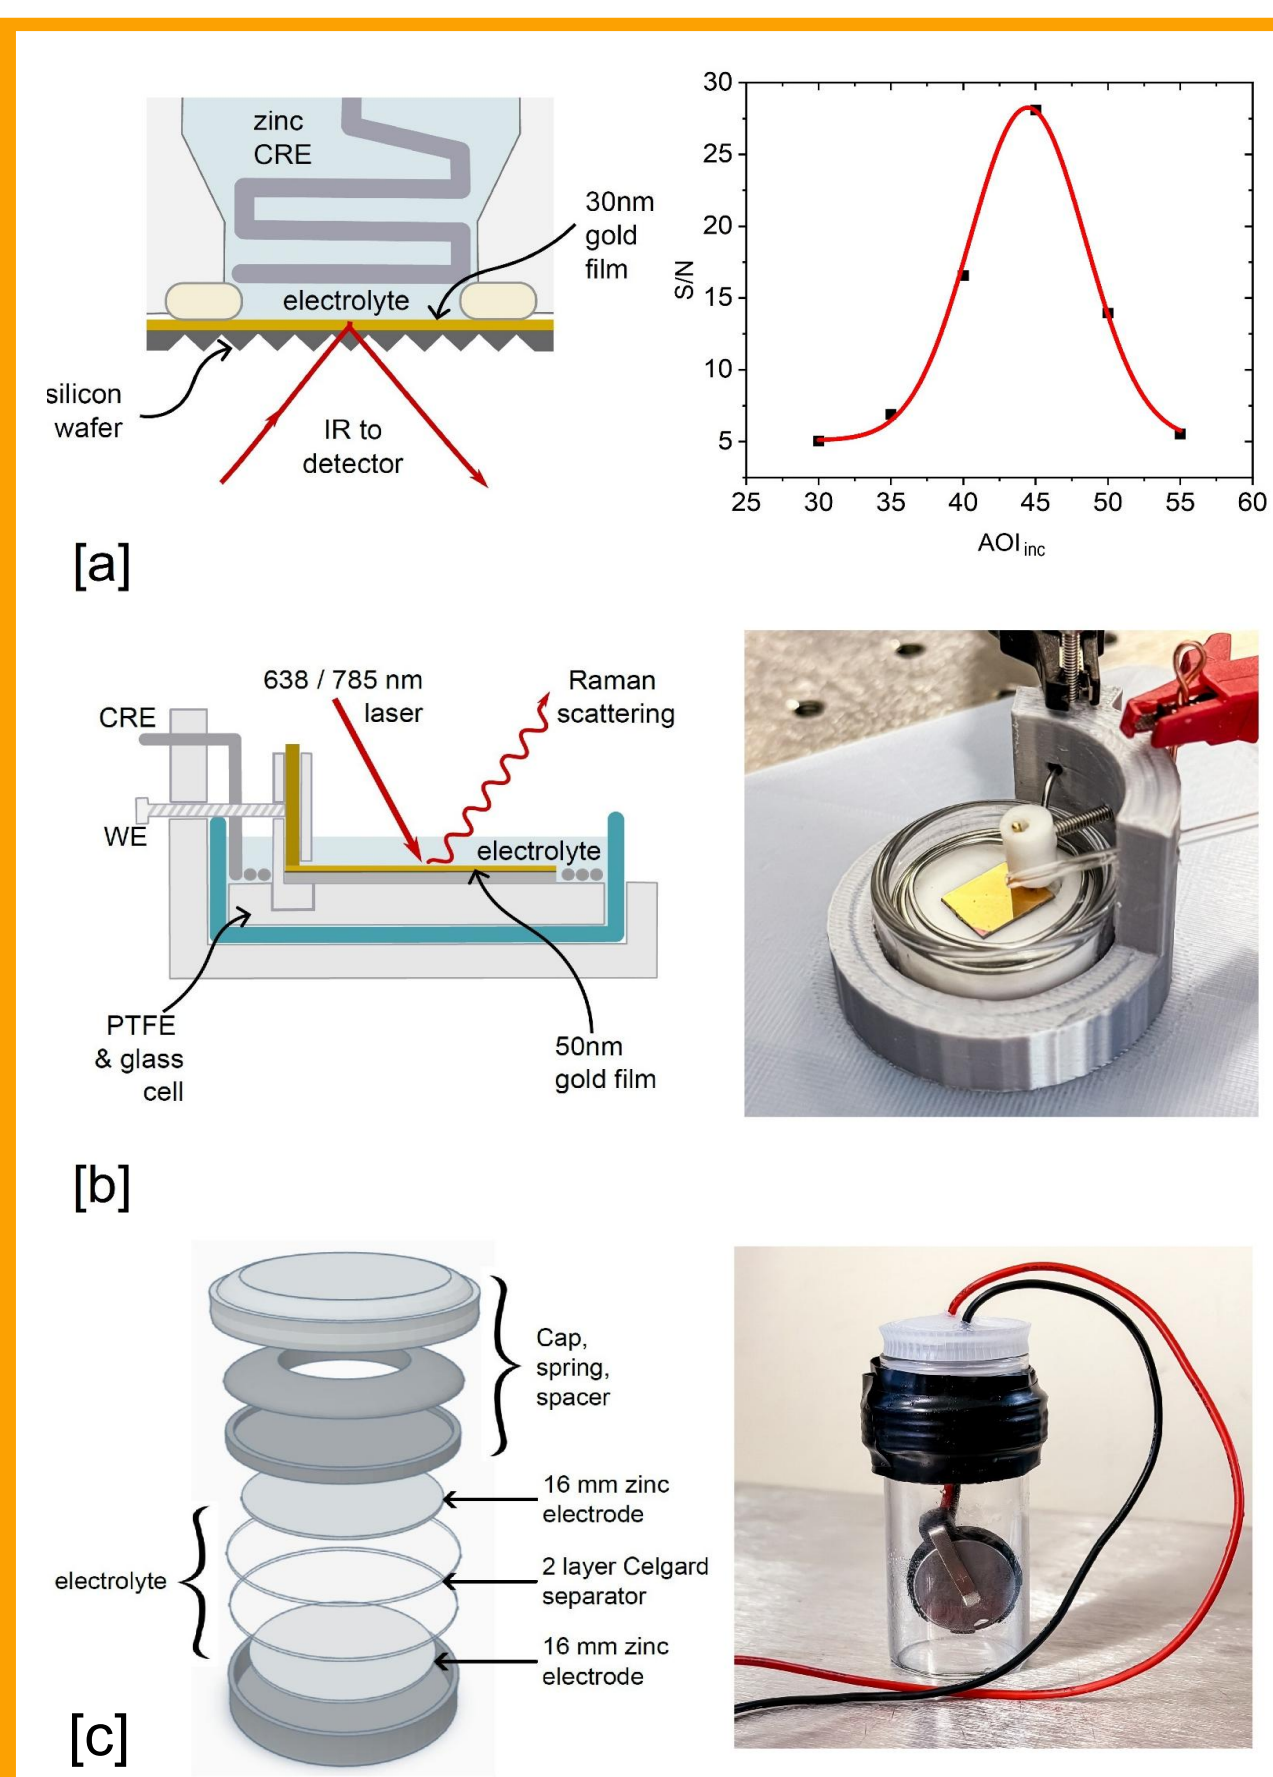 zinc
CRE
30nm
gold
film
electrolyte
silicon
wafer
IR to
detector
30
25
20
15
10
5
S/N
25 30 35 40 45 50 55 60
AOI inc
[a]
638 / 785 nm
laser
Raman
scattering
CRE
WE
electrolyte
PTFE
& glass
cell
50nm
gold film
[b]
Cap,
spring,
spacer
16 mm zinc
electrode
electrolyte
2 layer Celgard
separator
16 mm zinc
electrode
[c]